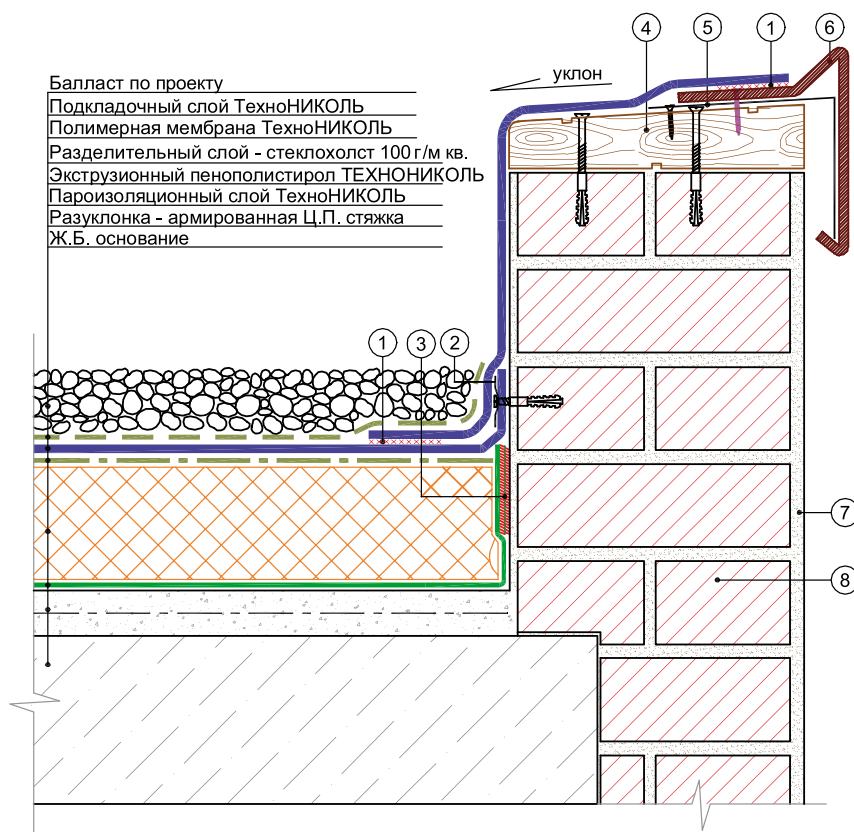 4 5 1 6
уклон
Балласт по проекту
Подкладочный слой ТехноНИКОЛЬ
Полимерная мембрана ТехноНИКОЛЬ
Разделительный слой - стеклохолст 100 г/м кв.
Экструзионный пенополистирол ТЕХНОНИКОЛЬ
Пароизоляционный слой ТехноНИКОЛЬ
Разуклонка - армированная Ц.П. стяжка
Ж.Б. основание
1 3 2
7
8